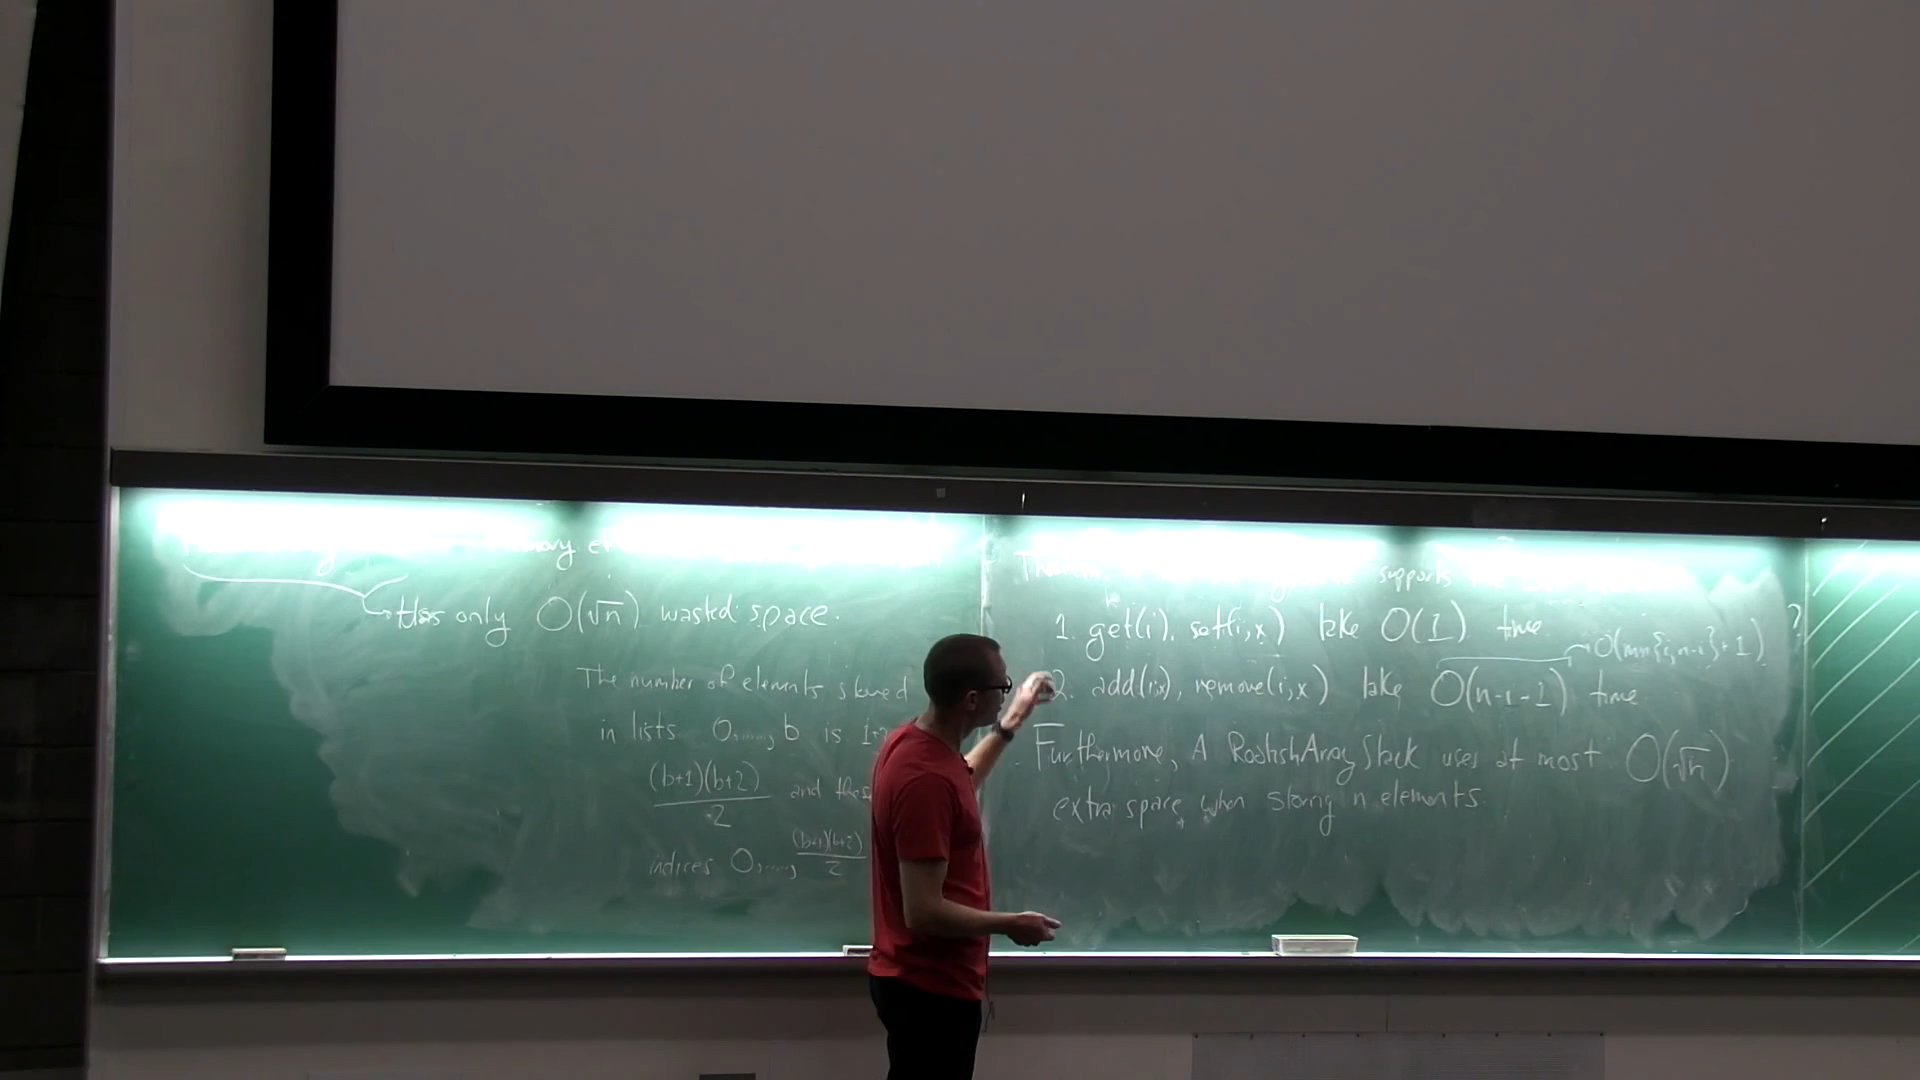 has only O(√n) wasted space.
The number of elements stored
in lists 0,....,b is 1+
(b+1)(b+2)
2
and these
indices 0,....,
(b+1)(b+2)
2
Theorem supports
1. get(i), set(i,x) take O(1) time
O(min{i,n-i}+1) ?
2. add(i,x), remove(i,x) take O(n-i-1) time
Furthermore, A RootishArrayStack uses at most O(√n)
extra space when storing n elements